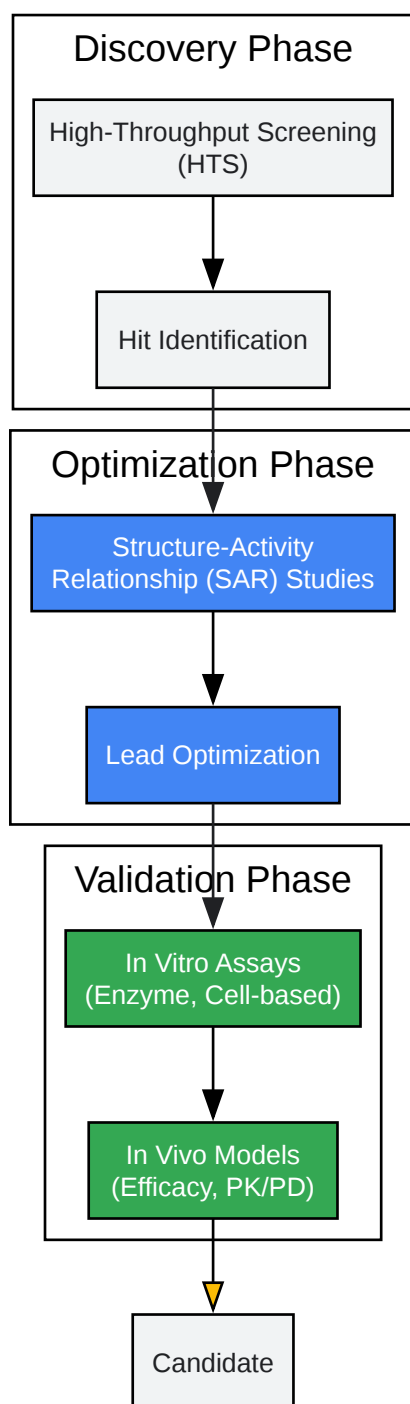 Discovery Phase
High-Throughput Screening
(HTS)
Hit Identification
Optimization Phase
Structure-Activity
Relationship (SAR) Studies
Lead Optimization
Validation Phase
In Vitro Assays
(Enzyme, Cell-based)
In Vivo Models
(Efficacy, PK/PD)
Candidate